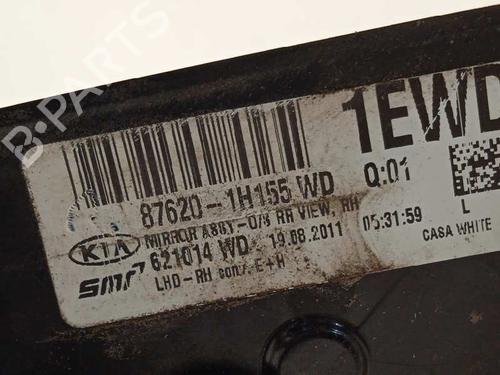 B-PARTS
1EWD
87620-1H155 WD Q:01
KIA MIRROR ASSY-O/S RR VIEW, RH 05:31:59 L
SMR 621014 WD 19.08.2011 CASA WHITE
LHD-RH conv. E+H